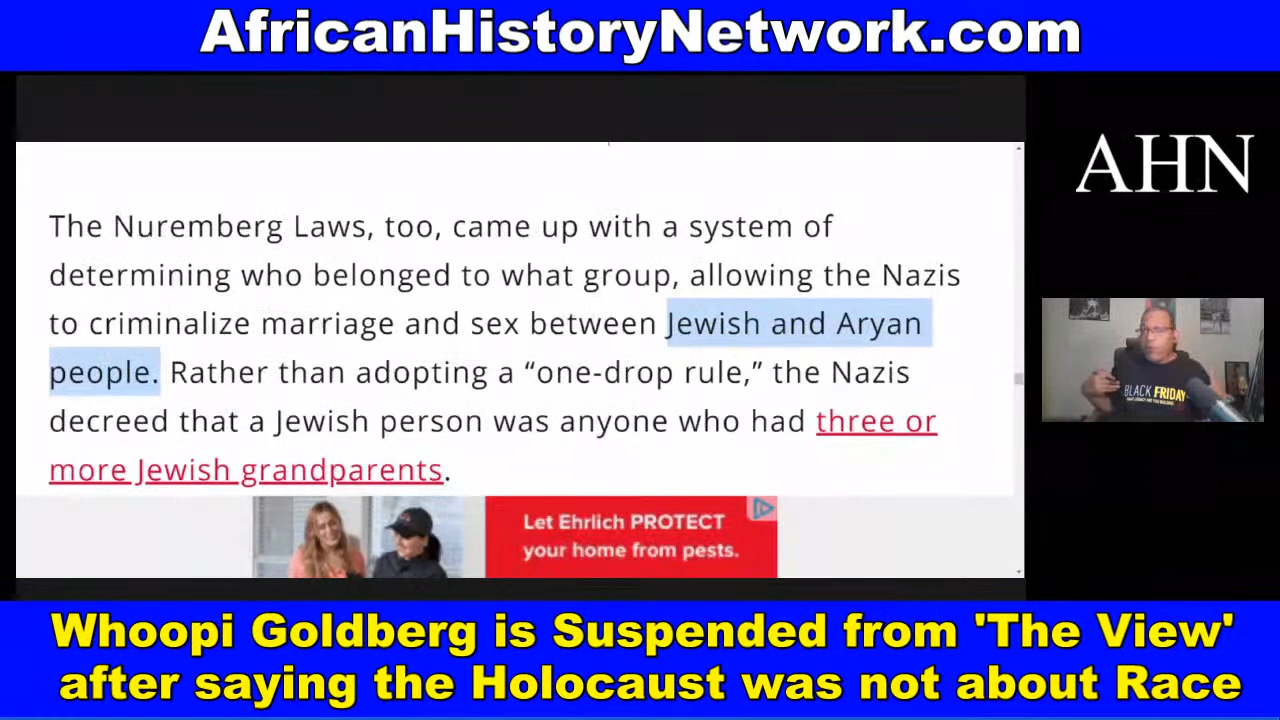 AfricanHistoryNetwork.com
AHN
The Nuremberg Laws, too, came up with a system of
determining who belonged to what group, allowing the Nazis
to criminalize marriage and sex between Jewish and Aryan
people. Rather than adopting a “one-drop rule,” the Nazis
decreed that a Jewish person was anyone who had three or
more Jewish grandparents.
BLACK FRIDAY
Let Ehrlich PROTECT
your home from pests.
Whoopi Goldberg is Suspended from 'The View'
after saying the Holocaust was not about Race